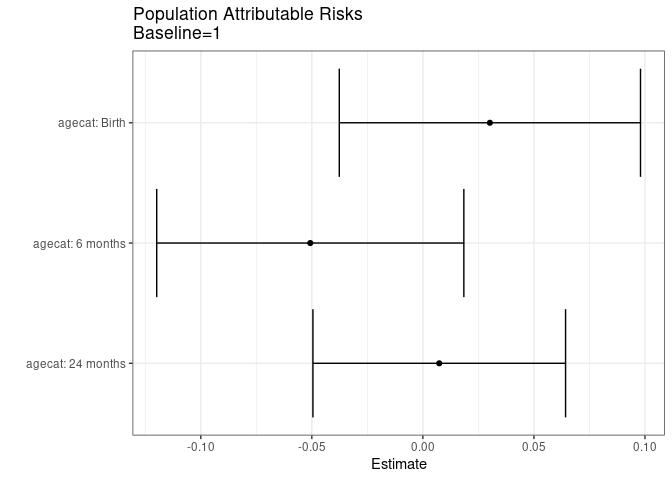 Population Attributable Risks
Baseline=1
agecat: Birth
agecat: 6 months
agecat: 24 months
-0.10 -0.05 0.00 0.05 0.10
Estimate